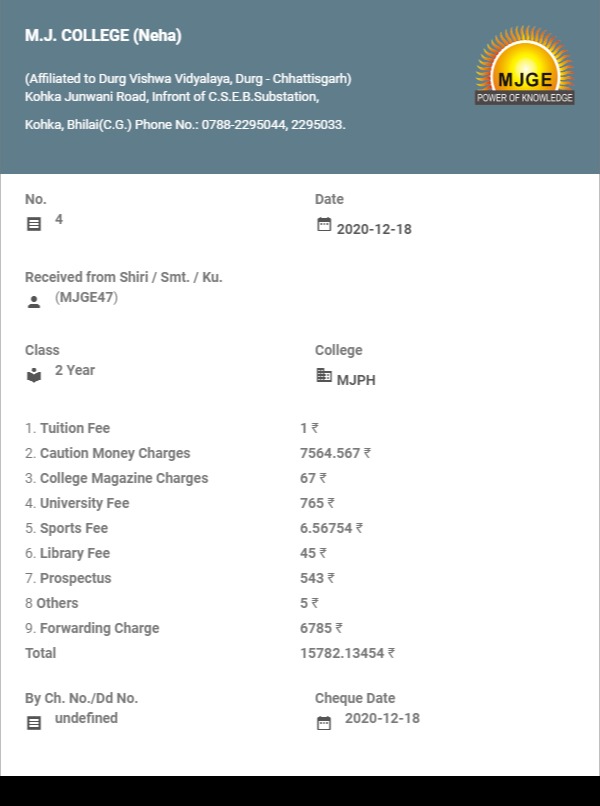 M.J. COLLEGE (Neha)
(Affiliated to Durg Vishwa Vidyalaya, Durg - Chhattisgarh)
Kohka Junwani Road, Infront of C.S.E.B.Substation,
Kohka, Bhilai(C.G.) Phone No.: 0788-2295044, 2295033.
MJGE
POWER OF KNOWLEDGE
No. Date
4 2020-12-18
Received from Shiri / Smt. / Ku.
(MJGE47)
Class College
2 Year MJPH
1. Tuition Fee 1 ₹
2. Caution Money Charges 7564.567 ₹
3. College Magazine Charges 67 ₹
4. University Fee 765 ₹
5. Sports Fee 6.56754 ₹
6. Library Fee 45 ₹
7. Prospectus 543 ₹
8 Others 5 ₹
9. Forwarding Charge 6785 ₹
Total 15782.13454 ₹
By Ch. No./Dd No. Cheque Date
undefined 2020-12-18